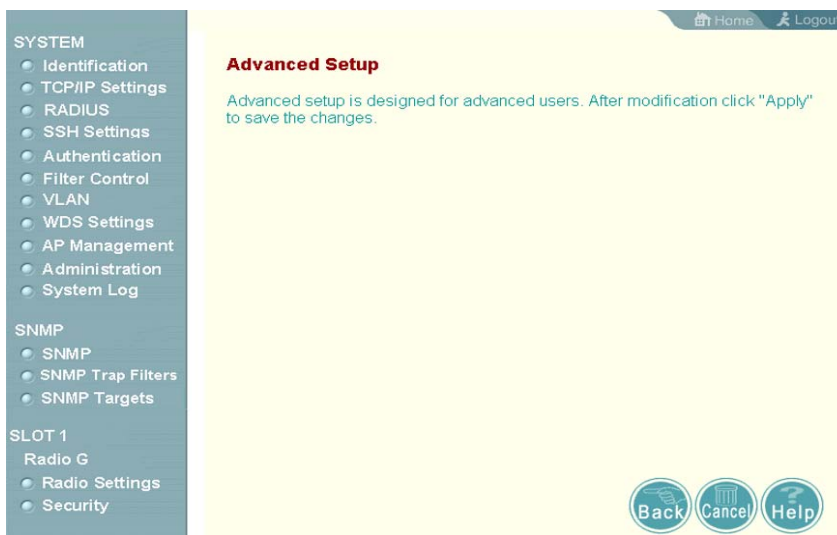 Home Logout
SYSTEM
Identification
TCP/IP Settings
RADIUS
SSH Settings
Authentication
Filter Control
VLAN
WDS Settings
AP Management
Administration
System Log
SNMP
SNMP
SNMP Trap Filters
SNMP Targets
SLOT 1
Radio G
Radio Settings
Security
Advanced Setup
Advanced setup is designed for advanced users. After modification click "Apply"
to save the changes.
Back Cancel Help